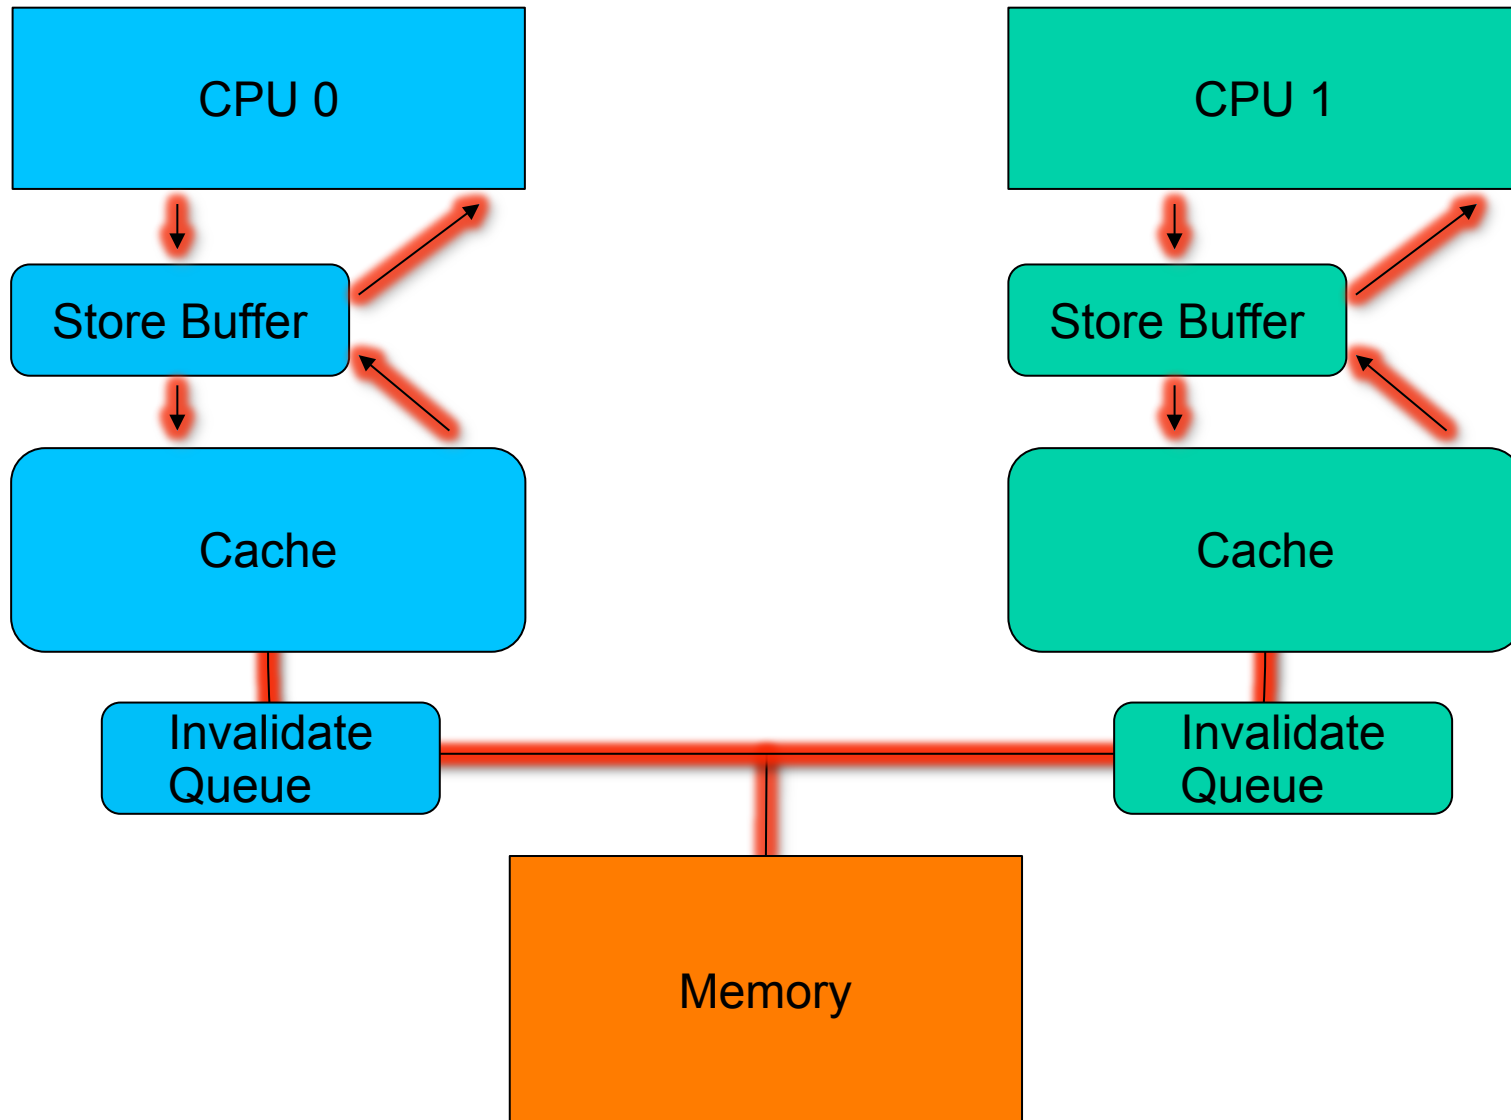 CPU 0
CPU 1
Store Buffer
Store Buffer
Cache
Cache
Invalidate
Queue
Invalidate
Queue
Memory